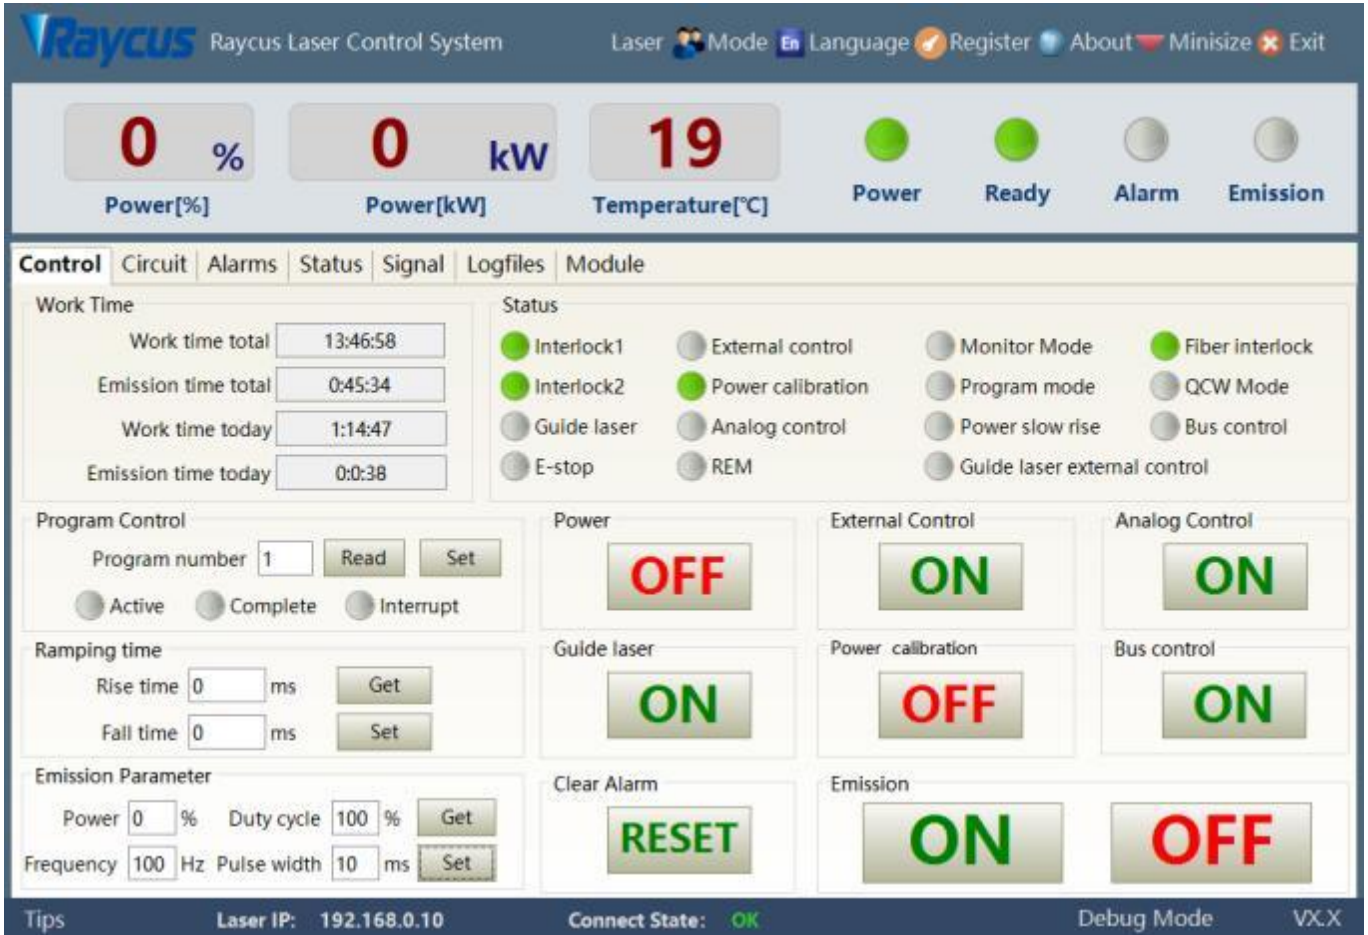 Raycus Raycus Laser Control System Laser Mode En Language Register About Minisize Exit
0 % 0 kW 19
Power[%] Power[kW] Temperature[℃] Power Ready Alarm Emission
Control Circuit Alarms Status Signal Logfiles Module
Work Time
Work time total 13:46:58
Emission time total 0:45:34
Work time today 1:14:47
Emission time today 0:0:38
Status
Interlock1 External control Monitor Mode Fiber interlock
Interlock2 Power calibration Program mode QCW Mode
Guide laser Analog control Power slow rise Bus control
E-stop REM Guide laser external control
Program Control
Program number 1 Read Set
Active Complete Interrupt
Power
OFF
External Control
ON
Analog Control
ON
Ramping time
Rise time 0 ms Get
Fall time 0 ms Set
Guide laser
ON
Power calibration
OFF
Bus control
ON
Emission Parameter
Power 0 % Duty cycle 100 % Get
Frequency 100 Hz Pulse width 10 ms Set
Clear Alarm
RESET
Emission
ON OFF
Tips Laser IP: 192.168.0.10 Connect State: OK Debug Mode VX.X